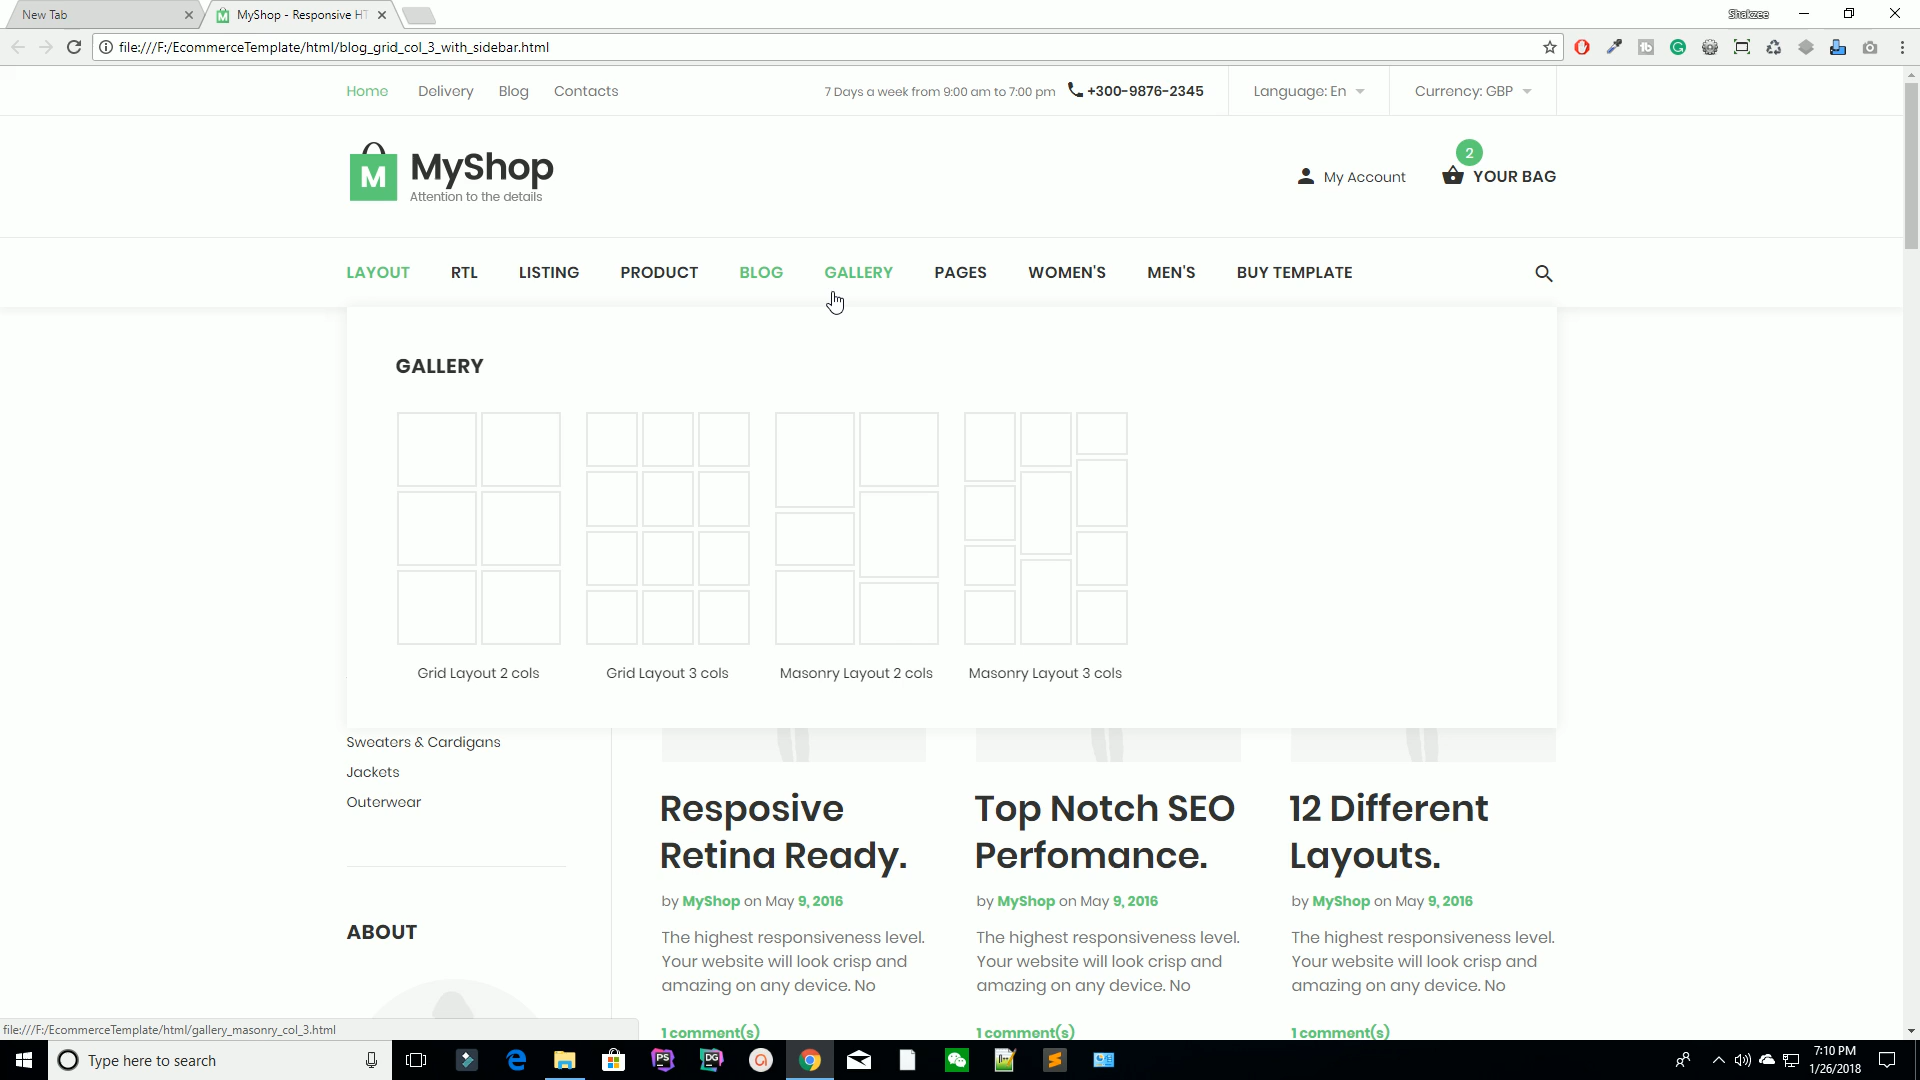 New Tab
MyShop - Responsive HT
Shakzee
file:///F:/EcommerceTemplate/html/blog_grid_col_3_with_sidebar.html
Home Delivery Blog Contacts
7 Days a week from 9:00 am to 7:00 pm +300-9876-2345
Language: En
Currency: GBP
M MyShop
Attention to the details
My Account
2
YOUR BAG
LAYOUT RTL LISTING PRODUCT BLOG GALLERY PAGES WOMEN'S MEN'S BUY TEMPLATE
GALLERY
Grid Layout 2 cols
Grid Layout 3 cols
Masonry Layout 2 cols
Masonry Layout 3 cols
Sweaters & Cardigans
Jackets
Outerwear
ABOUT
Resposive
Retina Ready.
by MyShop on May 9, 2016
The highest responsiveness level.
Your website will look crisp and
amazing on any device. No
1 comment(s)
Top Notch SEO
Perfomance.
by MyShop on May 9, 2016
The highest responsiveness level.
Your website will look crisp and
amazing on any device. No
1 comment(s)
12 Different
Layouts.
by MyShop on May 9, 2016
The highest responsiveness level.
Your website will look crisp and
amazing on any device. No
1 comment(s)
file:///F:/EcommerceTemplate/html/gallery_masonry_col_3.html
Type here to search
PS
DG
7:10 PM
1/26/2018